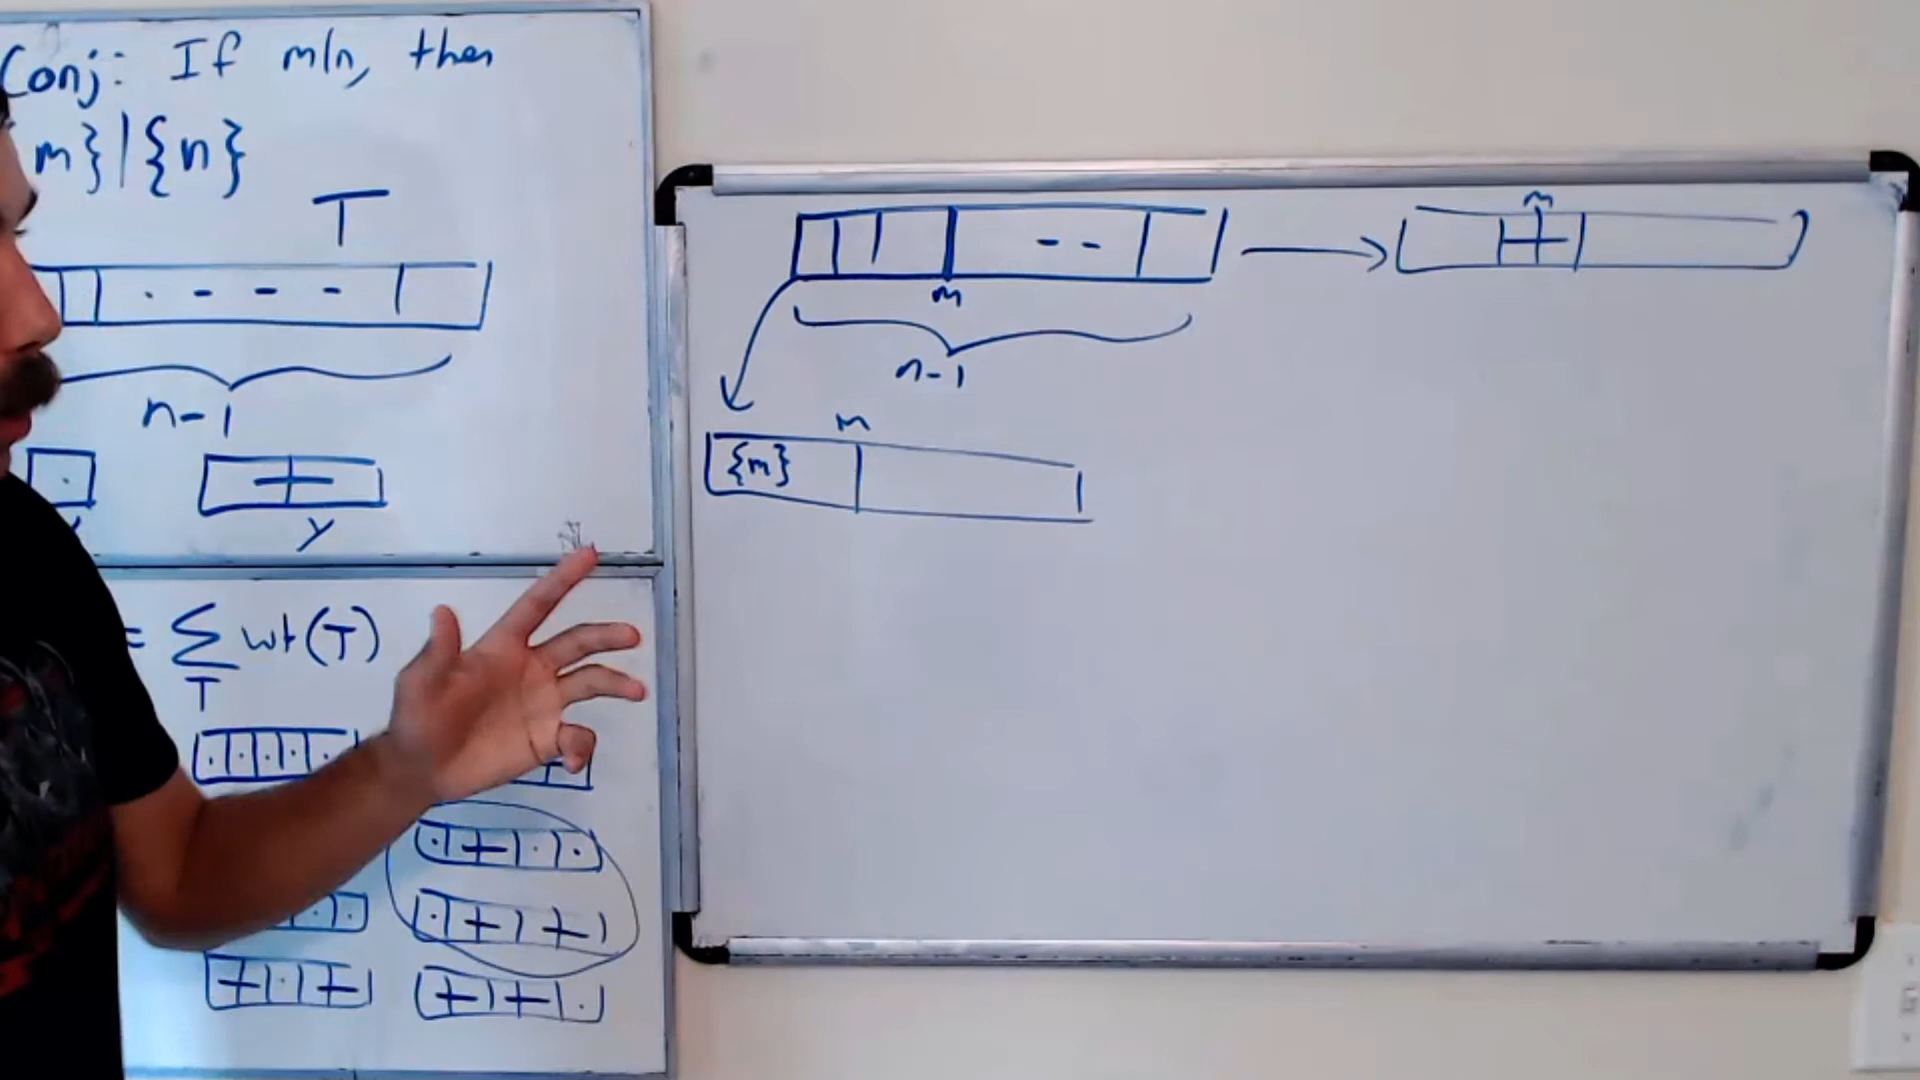 Conj: If m|n, then
m}|{n}
T
n-1
y
= Σ wt(T)
T
m
n-1
m
m
{m}